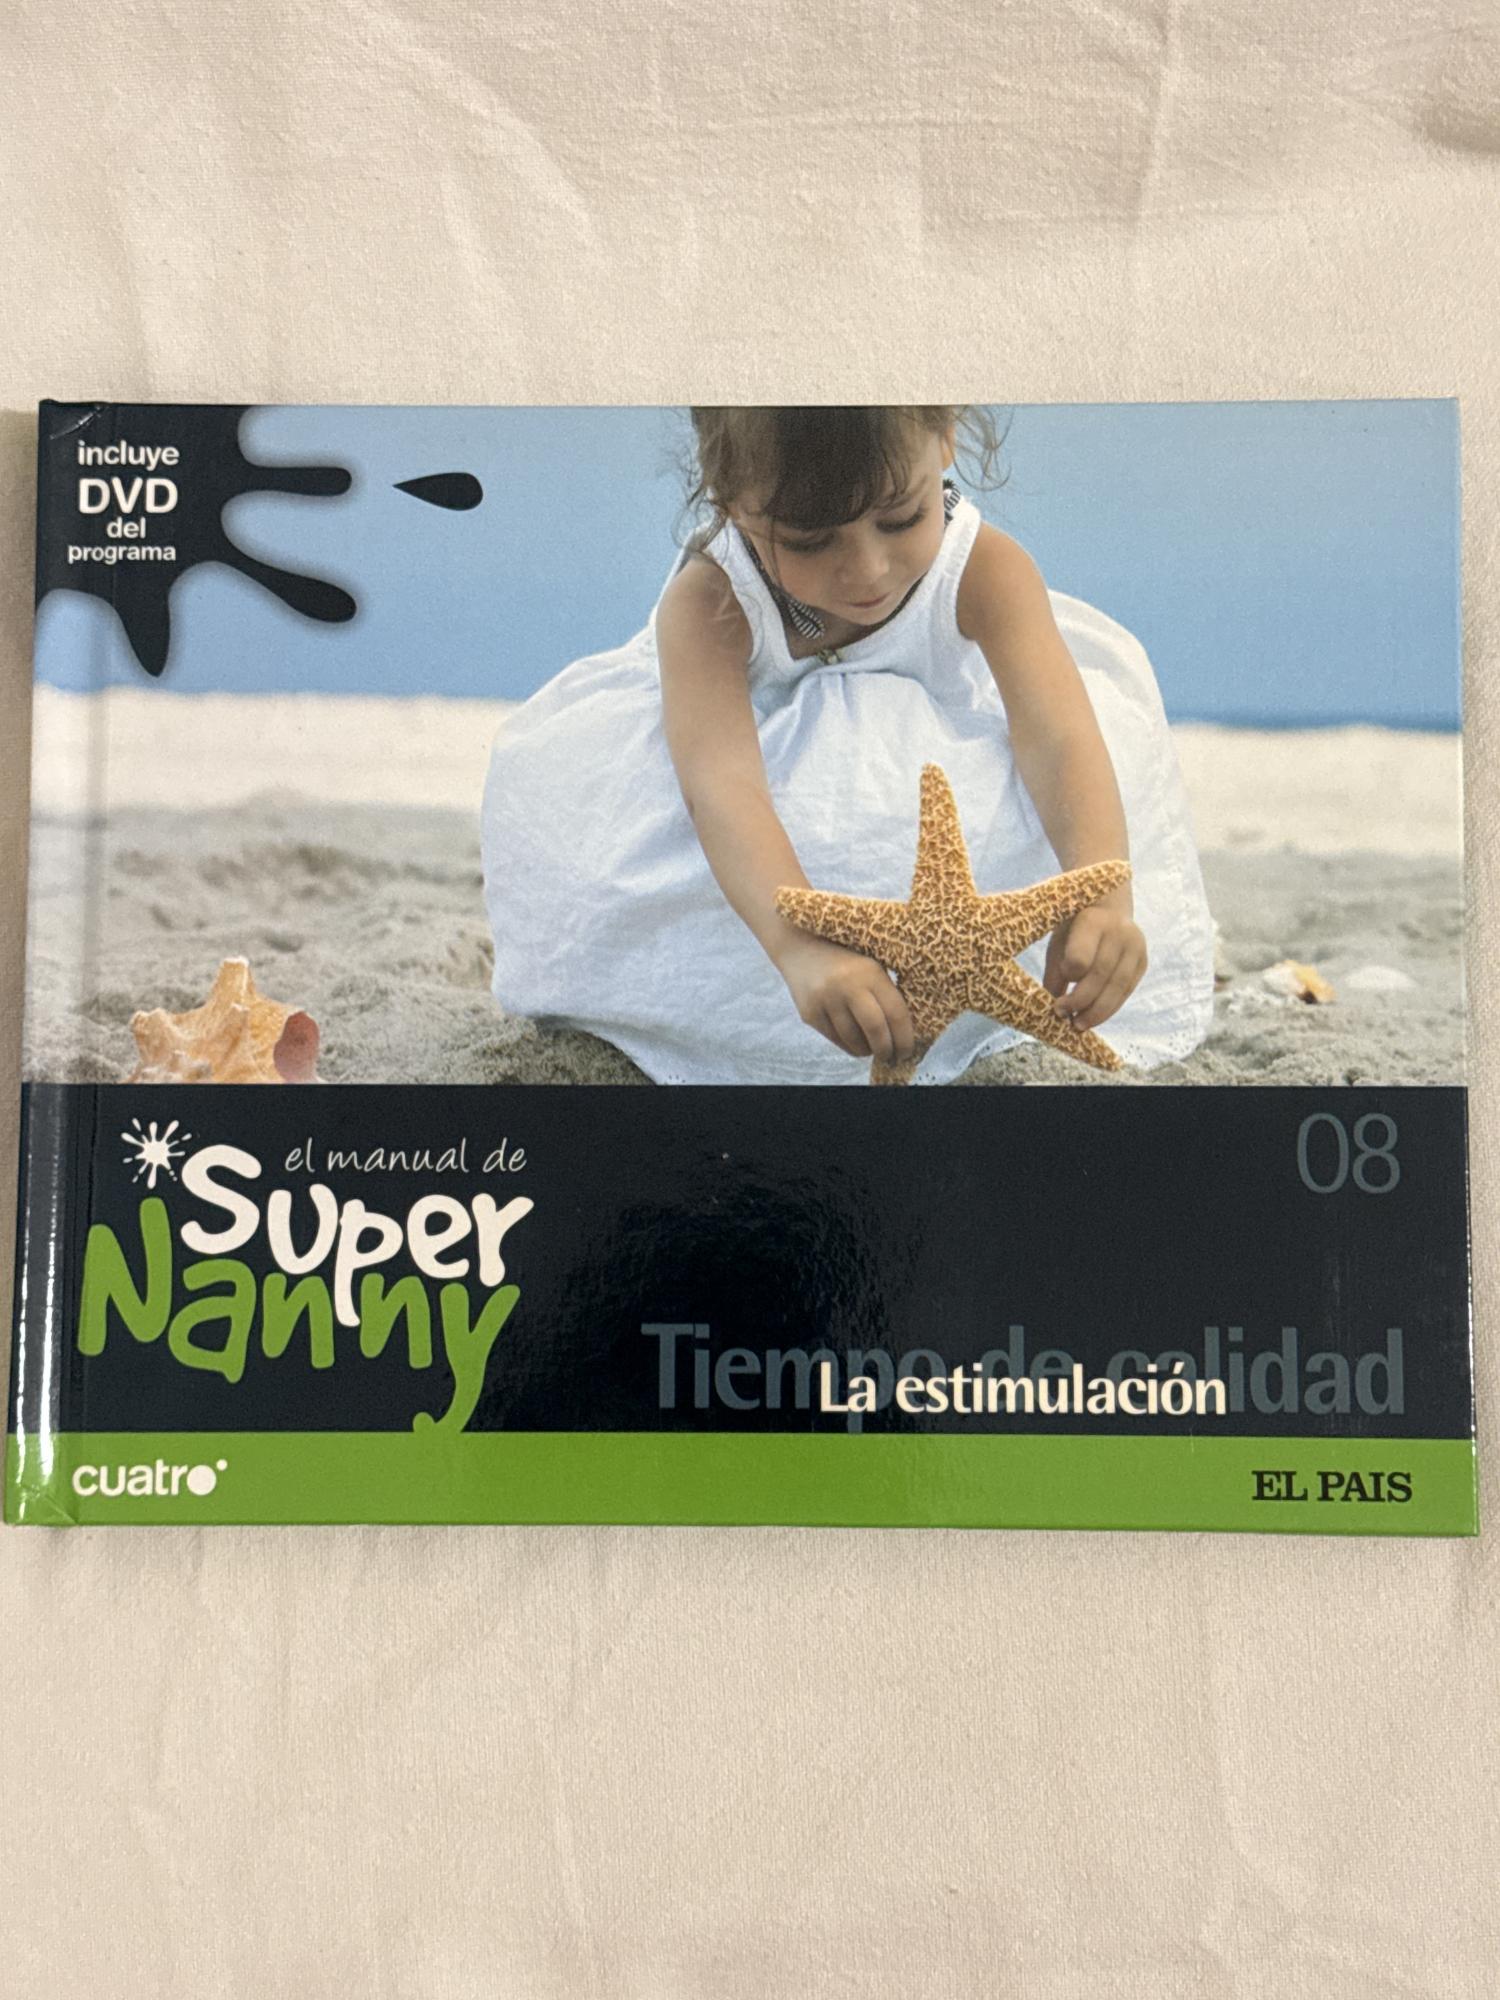 incluye
DVD
del
programa
el manual de
Super
Nanny
08
Tiempo de calidad
La estimulación
cuatro
EL PAIS